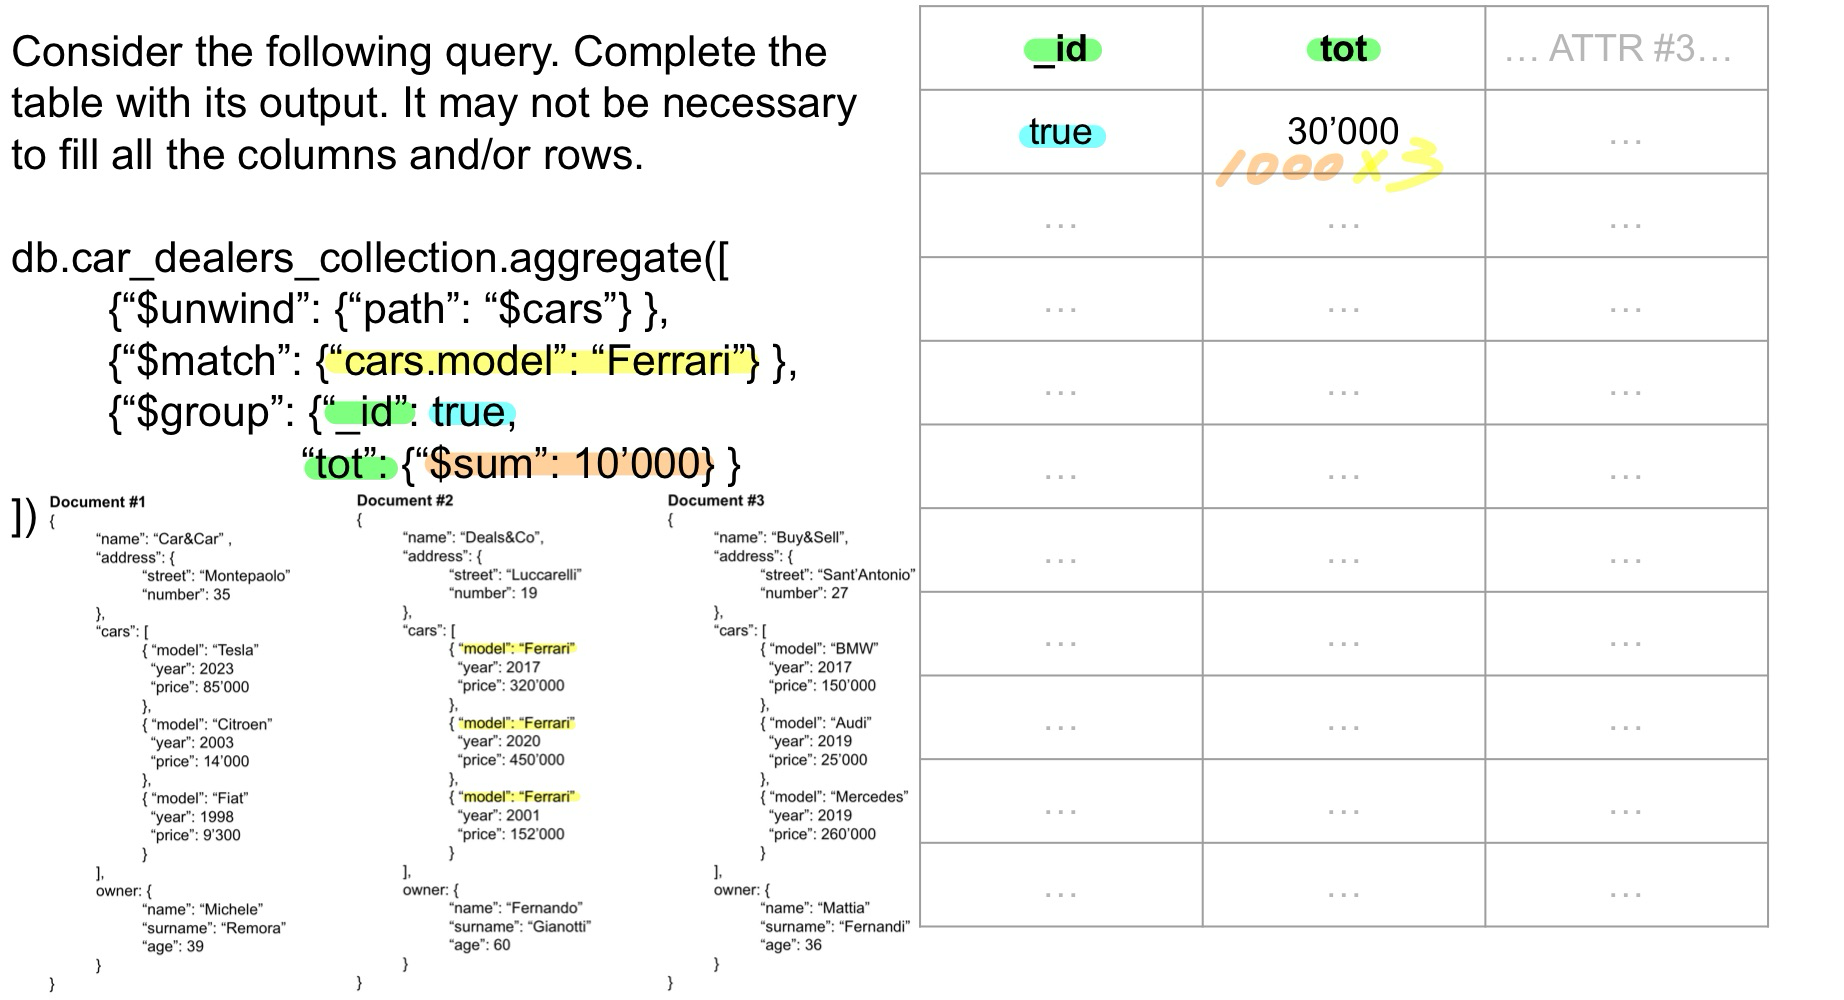 Consider the following query. Complete the
table with its output. It may not be necessary
to fill all the columns and/or rows.
db.car_dealers_collection.aggregate([
{“$unwind”: {“path”: “$cars”} },
{“$match”: {“cars.model”: “Ferrari”} },
{“$group”: {“_id”: true,
“tot”: {“$sum”: 10’000} }
])
Document #1
{
“name”: “Car&Car” ,
“address”: {
“street”: “Montepaolo”
“number”: 35
},
“cars”: [
{ “model”: “Tesla”
“year”: 2023
“price”: 85’000
},
{ “model”: “Citroen”
“year”: 2003
“price”: 14’000
},
{ “model”: “Fiat”
“year”: 1998
“price”: 9’300
}
],
owner: {
“name”: “Michele”
“surname”: “Remora”
“age”: 39
}
}
Document #2
{
“name”: “Deals&Co”,
“address”: {
“street”: “Luccarelli”
“number”: 19
},
“cars”: [
{ “model”: “Ferrari”
“year”: 2017
“price”: 320’000
},
{ “model”: “Ferrari”
“year”: 2020
“price”: 450’000
},
{ “model”: “Ferrari”
“year”: 2001
“price”: 152’000
}
],
owner: {
“name”: “Fernando”
“surname”: “Gianotti”
“age”: 60
}
}
Document #3
{
“name”: “Buy&Sell”,
“address”: {
“street”: “Sant’Antonio”
“number”: 27
},
“cars”: [
{ “model”: “BMW”
“year”: 2017
“price”: 150’000
},
{ “model”: “Audi”
“year”: 2019
“price”: 25’000
},
{ “model”: “Mercedes”
“year”: 2019
“price”: 260’000
}
],
owner: {
“name”: “Mattia”
“surname”: “Fernandi”
“age”: 36
}
}
_id tot … ATTR #3…
true 30’000 …
1000 x 3
… … …
… … …
… … …
… … …
… … …
… … …
… … …
… … …
… … …